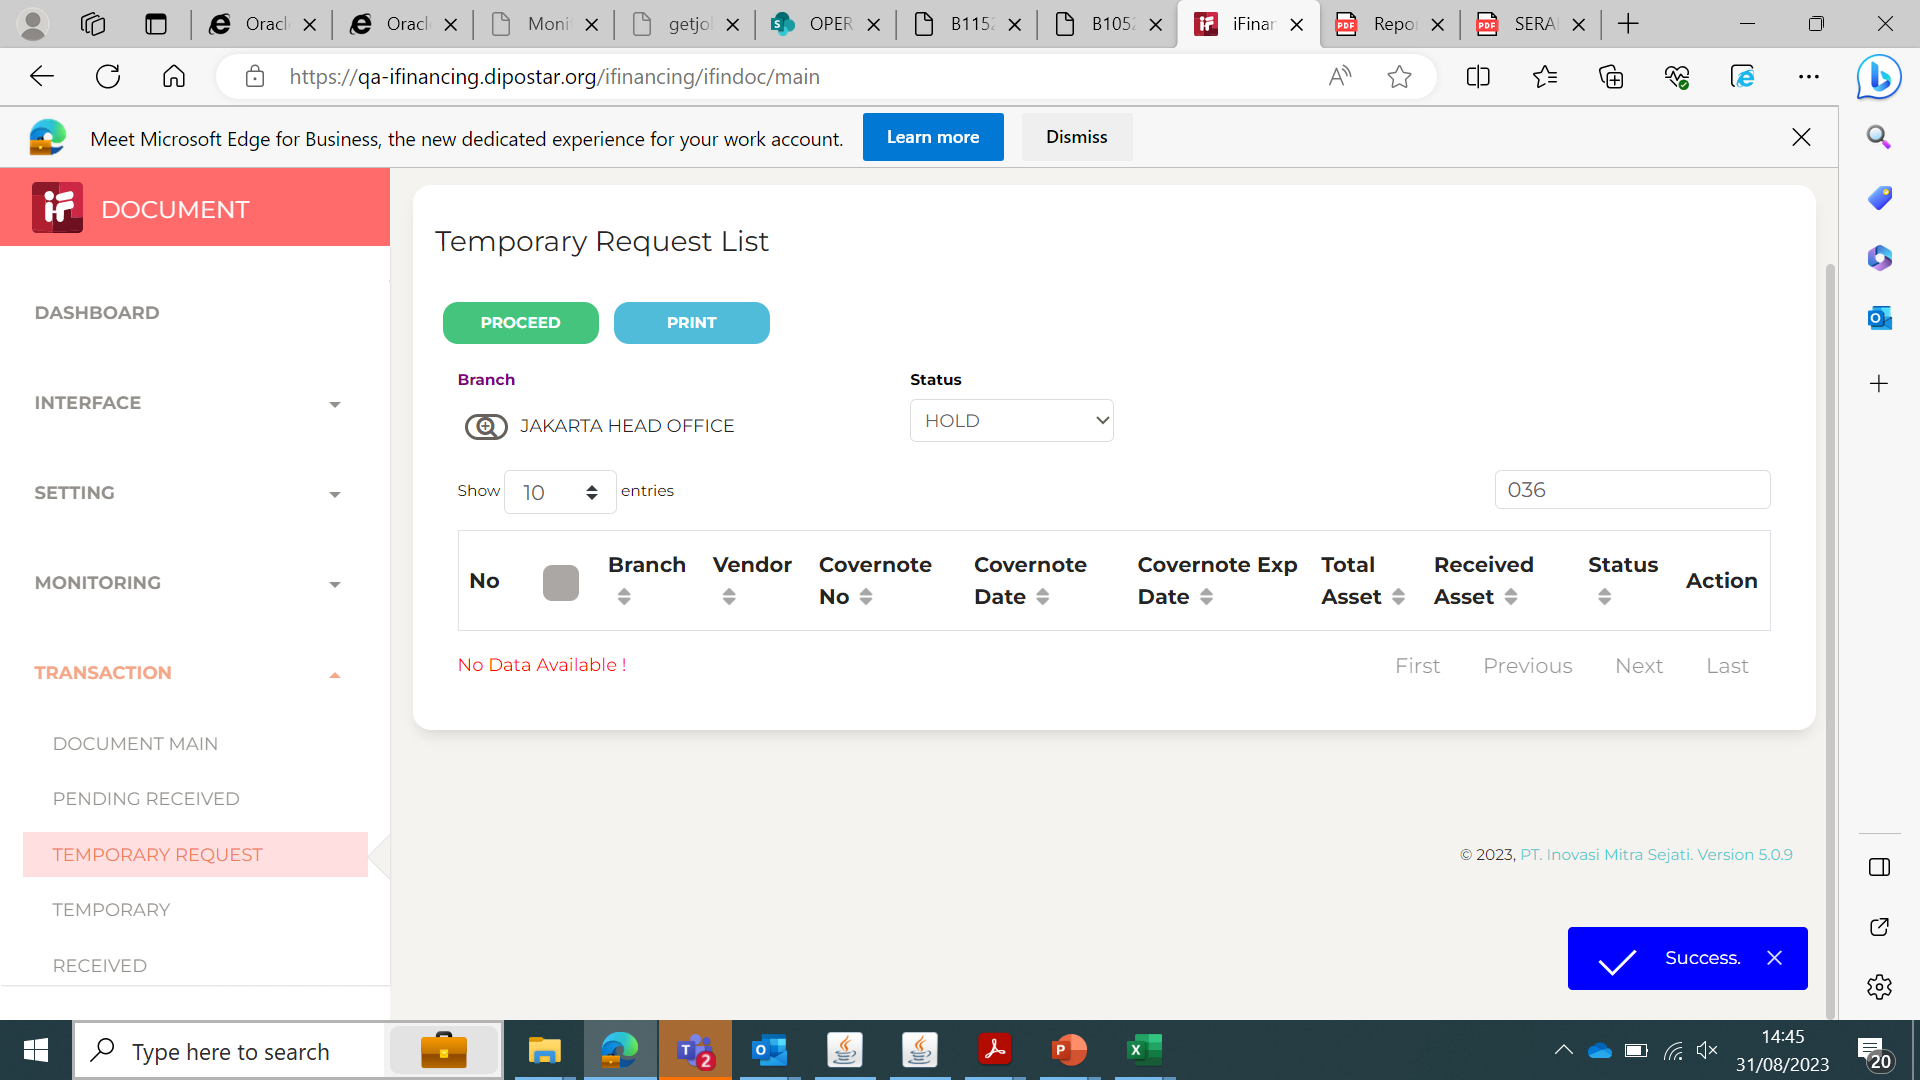 Oracl
Oracl
Moni
getjo
OPER
B115
B105
iFinar
Repo
SERA
https://qa-ifinancing.dipostar.org/ifinancing/ifindoc/main
Meet Microsoft Edge for Business, the new dedicated experience for your work account.
Learn more
Dismiss
iF
DOCUMENT
DASHBOARD
INTERFACE
SETTING
MONITORING
TRANSACTION
DOCUMENT MAIN
PENDING RECEIVED
TEMPORARY REQUEST
TEMPORARY
RECEIVED
Temporary Request List
PROCEED
PRINT
Branch
JAKARTA HEAD OFFICE
Status
HOLD
Show 10 entries
036
No
Branch
Vendor
Covernote No
Covernote Date
Covernote Exp Date
Total Asset
Received Asset
Status
Action
No Data Available !
First
Previous
Next
Last
© 2023, PT. Inovasi Mitra Sejati. Version 5.0.9
Success.
Type here to search
2
14:45
31/08/2023
20